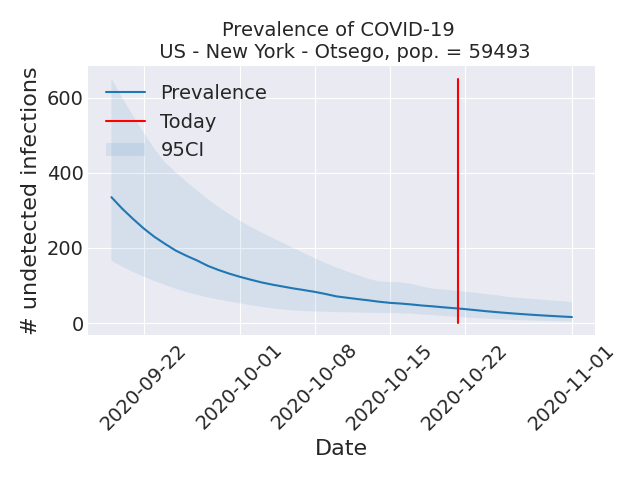 Prevalence of COVID-19
US - New York - Otsego, pop. = 59493
# undetected infections
600
400
200
0
Prevalence
Today
95CI
2020-09-22
2020-10-01
2020-10-08
2020-10-15
2020-10-22
2020-11-01
Date